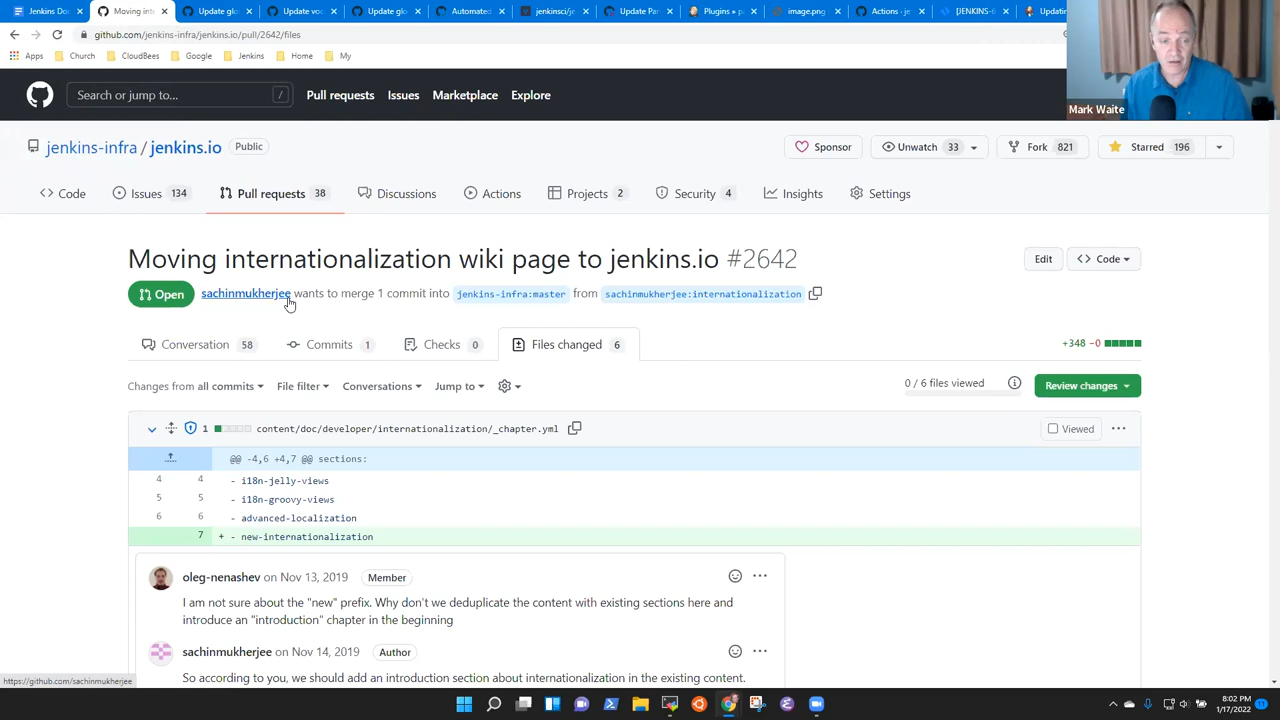 Jenkins Do
Moving int
Update glo
Update voc
Update glo
Automated
jenkinsci/je
Update Par
Plugins » p
image.png
Actions · je
[JENKINS-6
Updatin
github.com/jenkins-infra/jenkins.io/pull/2642/files
Apps Church CloudBees Google Jenkins Home My
Mark Waite
Search or jump to... / Pull requests Issues Marketplace Explore
jenkins-infra / jenkins.io Public Sponsor Unwatch 33 Fork 821 Starred 196
Code Issues 134 Pull requests 38 Discussions Actions Projects 2 Security 4 Insights Settings
Moving internationalization wiki page to jenkins.io #2642 Edit Code
Open sachinmukherjee wants to merge 1 commit into jenkins-infra:master from sachinmukherjee:internationalization
Conversation 58 Commits 1 Checks 0 Files changed 6 +348 −0
Changes from all commits File filter Conversations Jump to 0 / 6 files viewed Review changes
1 content/doc/developer/internationalization/_chapter.yml Viewed
@@ -4,6 +4,7 @@ sections:
4 4 - i18n-jelly-views
5 5 - i18n-groovy-views
6 6 - advanced-localization
7 + - new-internationalization
oleg-nenashev on Nov 13, 2019 Member
I am not sure about the "new" prefix. Why don't we deduplicate the content with existing sections here and
introduce an "introduction" chapter in the beginning
sachinmukherjee on Nov 14, 2019 Author
So according to you, we should add an introduction section about internationalization in the existing content.
https://github.com/sachinmukherjee
8:02 PM
1/17/2022